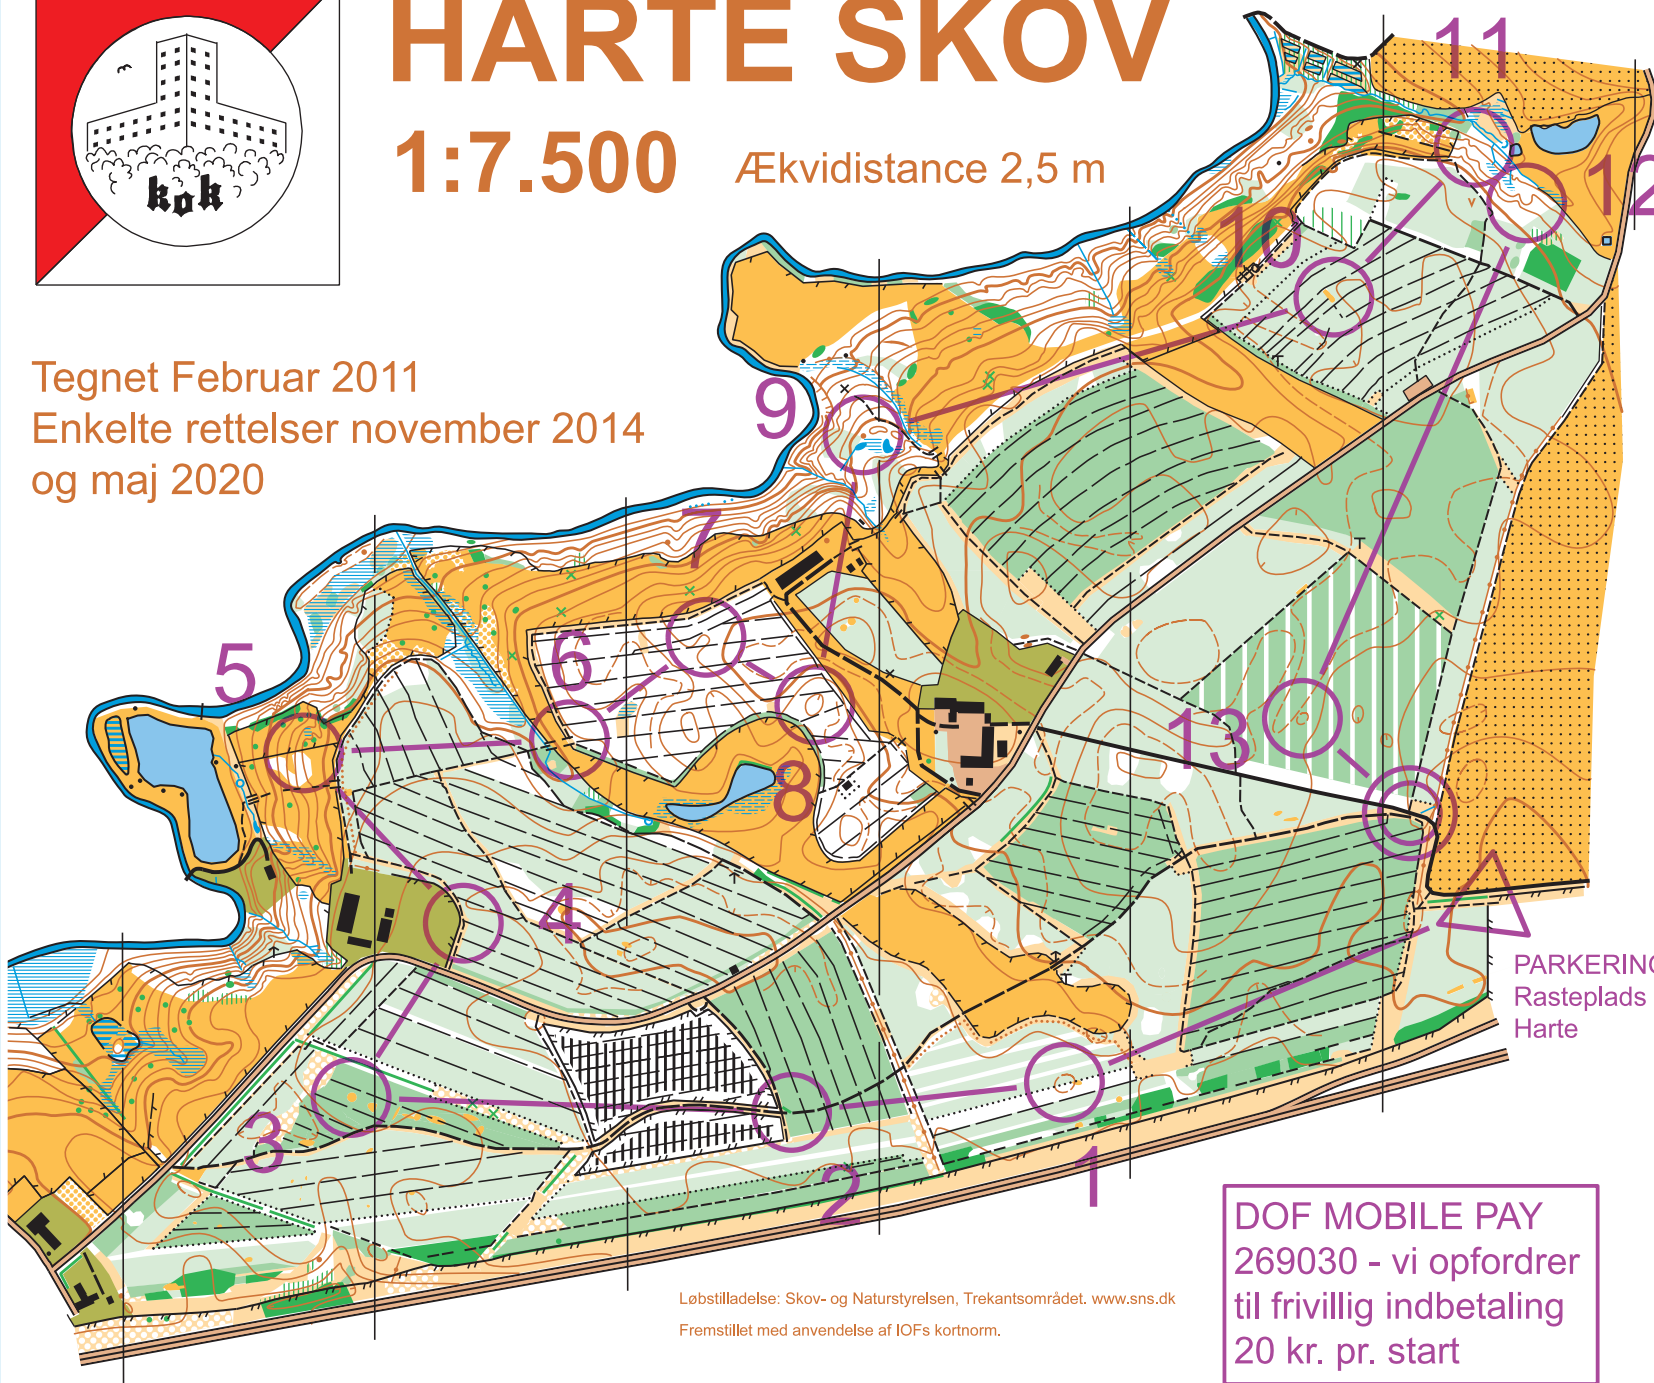 HARTE SKOV
1:7.500
Ækvidistance 2,5 m
kok
Tegnet Februar 2011
Enkelte rettelser november 2014
og maj 2020
11
12
10
9
7
6
5
8
13
4
PARKERING
Rasteplads
Harte
3
2
1
DOF MOBILE PAY
269030 - vi opfordrer
til frivillig indbetaling
20 kr. pr. start
Løbstilladelse: Skov- og Naturstyrelsen, Trekantsområdet. www.sns.dk
Fremstillet med anvendelse af IOFs kortnorm.